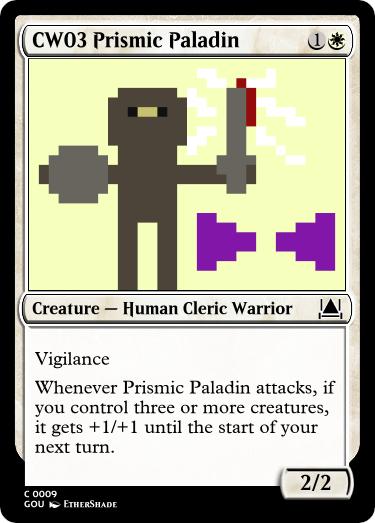 CW03 Prismic Paladin 1
Creature — Human Cleric Warrior
Vigilance
Whenever Prismic Paladin attacks, if
you control three or more creatures,
it gets +1/+1 until the start of your
next turn.
2/2
C 0009
GOU EtherShade